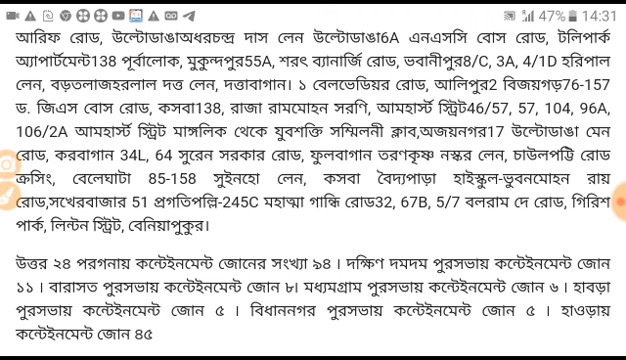 47% 14:31
আরিফ রোড, উল্টোডাঙাঅধরচন্দ্র দাস লেন উল্টোডাঙা6A এনএসসি বোস রোড, টলিপার্ক
অ্যাপার্টমেন্ট138 পূর্বালোক, মুকুন্দপুর55A, শরৎ ব্যানার্জি রোড, ভবানীপুর8/C, 3A, 4/1D হরিপাল
লেন, বড়তলাজহরলাল দত্ত লেন, দত্তাবাগান। ১ বেলভেডিয়র রোড, আলিপুর2 বিজয়গড়76-157
ড. জিএস বোস রোড, কসবা138, রাজা রামমোহন সরণি, আমহার্স্ট স্ট্রিট46/57, 57, 104, 96A,
106/2A আমহার্স্ট স্ট্রিট মাঙ্গলিক থেকে যুবশক্তি সম্মিলনী ক্লাব,অজয়নগর17 উল্টোডাঙা মেন
রোড, করবাগান 34L, 64 সুরেন সরকার রোড, ফুলবাগান তরণকৃষ্ণ নস্কর লেন, চাউলপট্টি রোড
ক্রসিং, বেলেঘাটা 85-158 সুইনহো লেন, কসবা বৈদ্যপাড়া হাইস্কুল-ভুবনমোহন রায়
রোড,সখেরবাজার 51 প্রগতিপল্লি-245C মহাত্মা গান্ধি রোড32, 67B, 5/7 বলরাম দে রোড, গিরিশ
পার্ক, লিন্টন স্ট্রিট, বেনিয়াপুকুর।
উত্তর ২৪ পরগনায় কন্টেইনমেন্ট জোনের সংখ্যা ৯৪ । দক্ষিণ দমদম পুরসভায় কন্টেইনমেন্ট জোন
১১ । বারাসত পুরসভায় কন্টেইনমেন্ট জোন ৮। মধ্যমগ্রাম পুরসভায় কন্টেইনমেন্ট জোন ৬ । হাবড়া
পুরসভায় কন্টেইনমেন্ট জোন ৫ । বিধাননগর পুরসভায় কন্টেইনমেন্ট জোন ৫ । হাওড়ায়
কন্টেইনমেন্ট জোন ৪৫